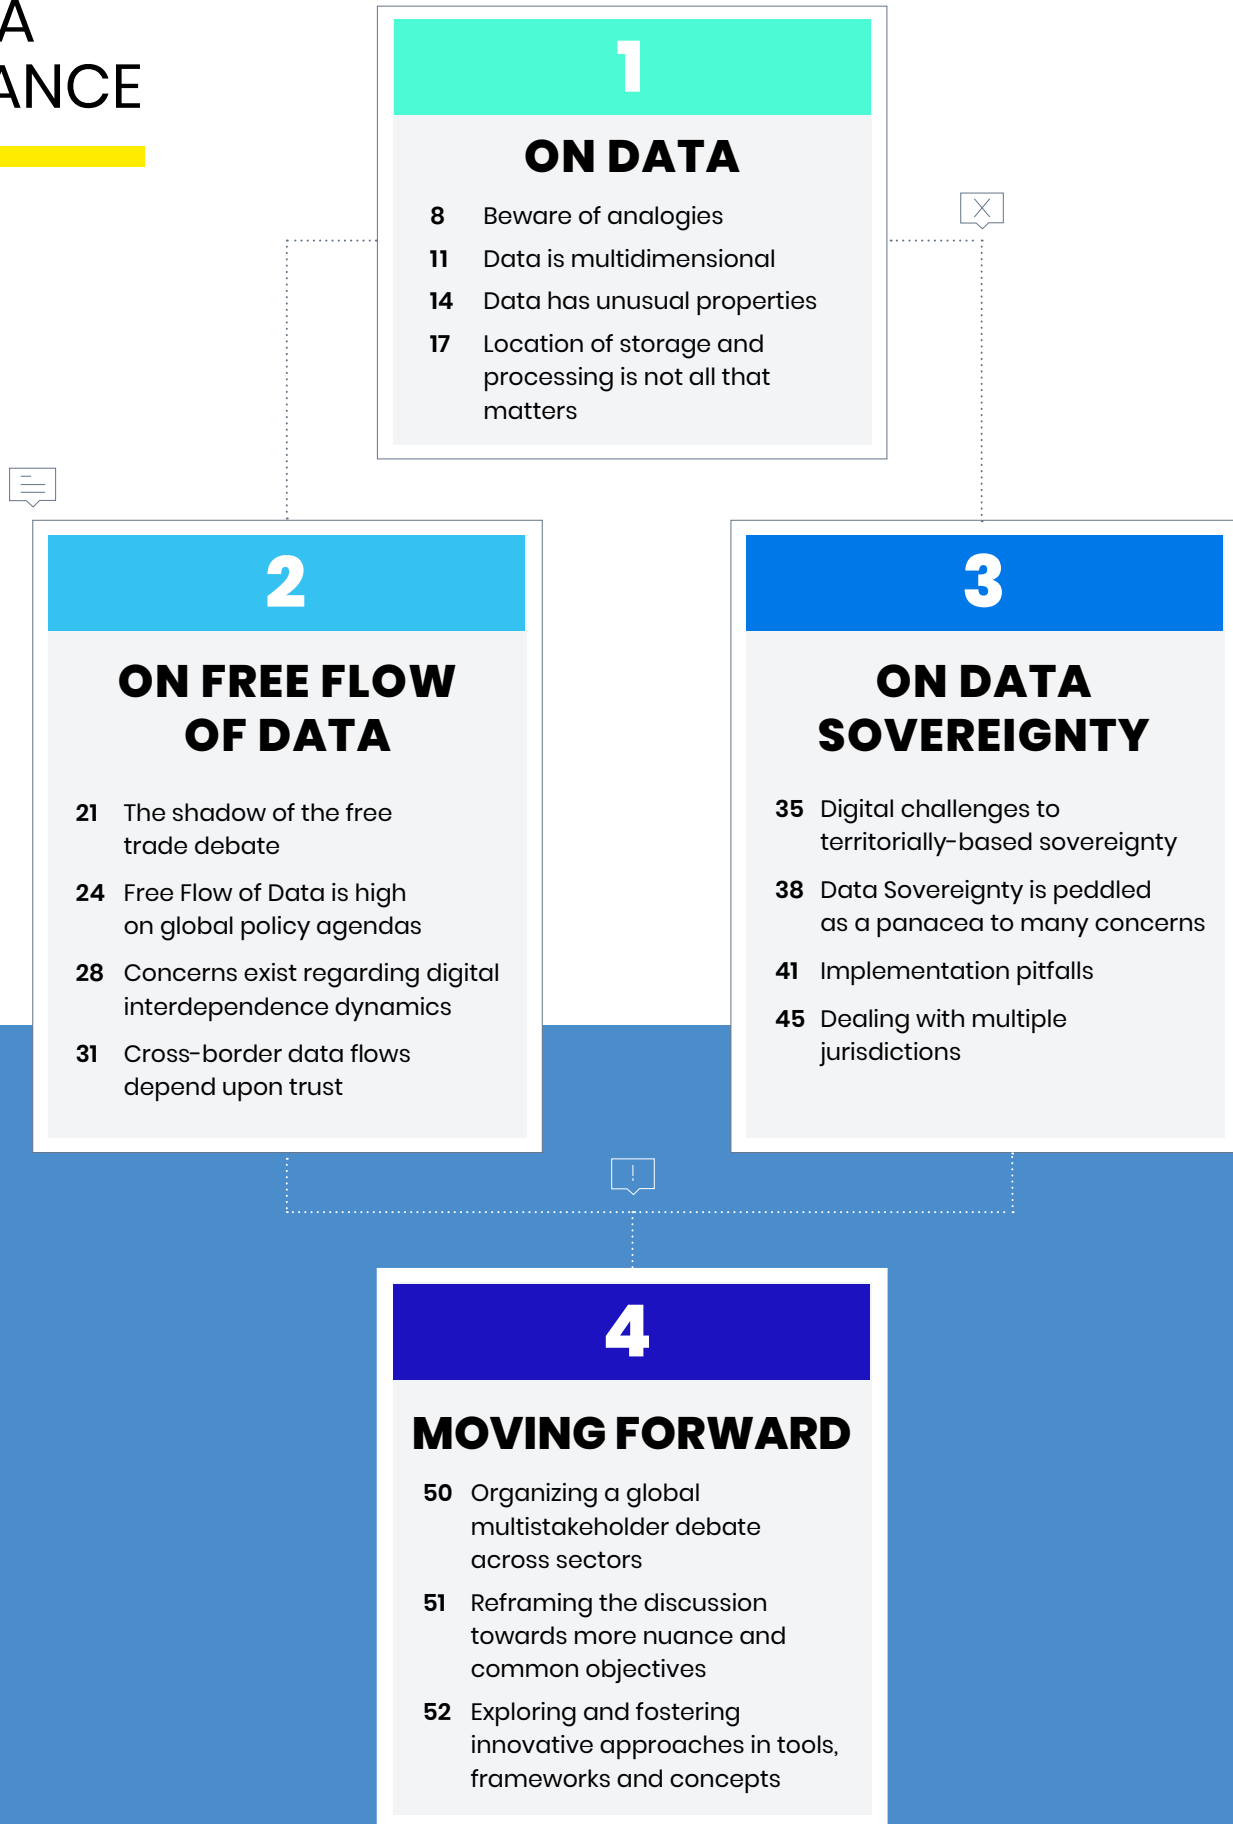 A
ANCE
1
ON DATA
8 Beware of analogies
11 Data is multidimensional
14 Data has unusual properties
17 Location of storage and
processing is not all that
matters
2
ON FREE FLOW
OF DATA
21 The shadow of the free
trade debate
24 Free Flow of Data is high
on global policy agendas
28 Concerns exist regarding digital
interdependence dynamics
31 Cross-border data flows
depend upon trust
3
ON DATA
SOVEREIGNTY
35 Digital challenges to
territorially-based sovereignty
38 Data Sovereignty is peddled
as a panacea to many concerns
41 Implementation pitfalls
45 Dealing with multiple
jurisdictions
!
4
MOVING FORWARD
50 Organizing a global
multistakeholder debate
across sectors
51 Reframing the discussion
towards more nuance and
common objectives
52 Exploring and fostering
innovative approaches in tools,
frameworks and concepts